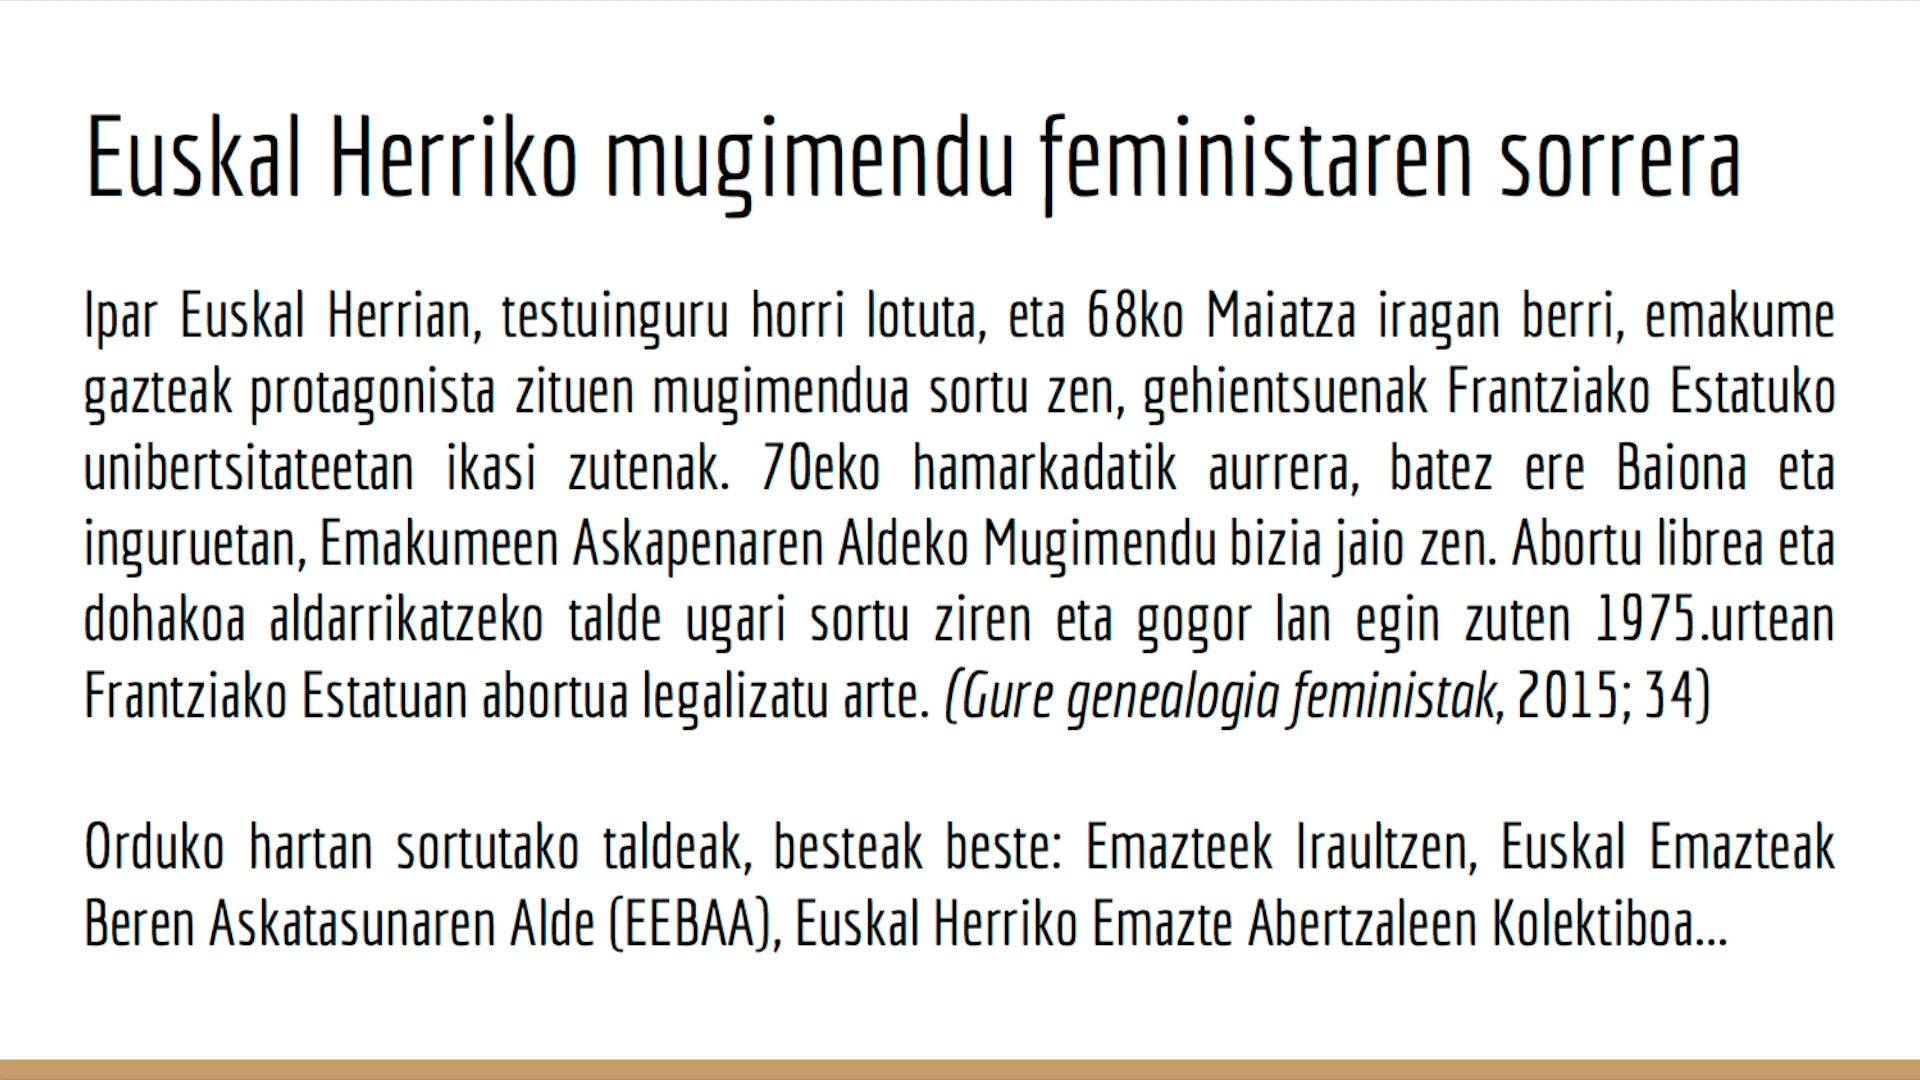 Euskal Herriko mugimendu feministaren sorrera
Ipar Euskal Herrian, testuinguru horri lotuta, eta 68ko Maiatza iragan berri, emakume
gazteak protagonista zituen mugimendua sortu zen, gehientsuenak Frantziako Estatuko
unibertsitateetan ikasi zutenak. 70eko hamarkadatik aurrera, batez ere Baiona eta
inguruetan, Emakumeen Askapenaren Aldeko Mugimendu bizia jaio zen. Abortu librea eta
dohakoa aldarrikatzeko talde ugari sortu ziren eta gogor lan egin zuten 1975.urtean
Frantziako Estatuan abortua legalizatu arte. (Gure genealogia feministak, 2015; 34)
Orduko hartan sortutako taldeak, besteak beste: Emazteek Iraultzen, Euskal Emazteak
Beren Askatasunaren Alde (EEBAA), Euskal Herriko Emazte Abertzaleen Kolektiboa...